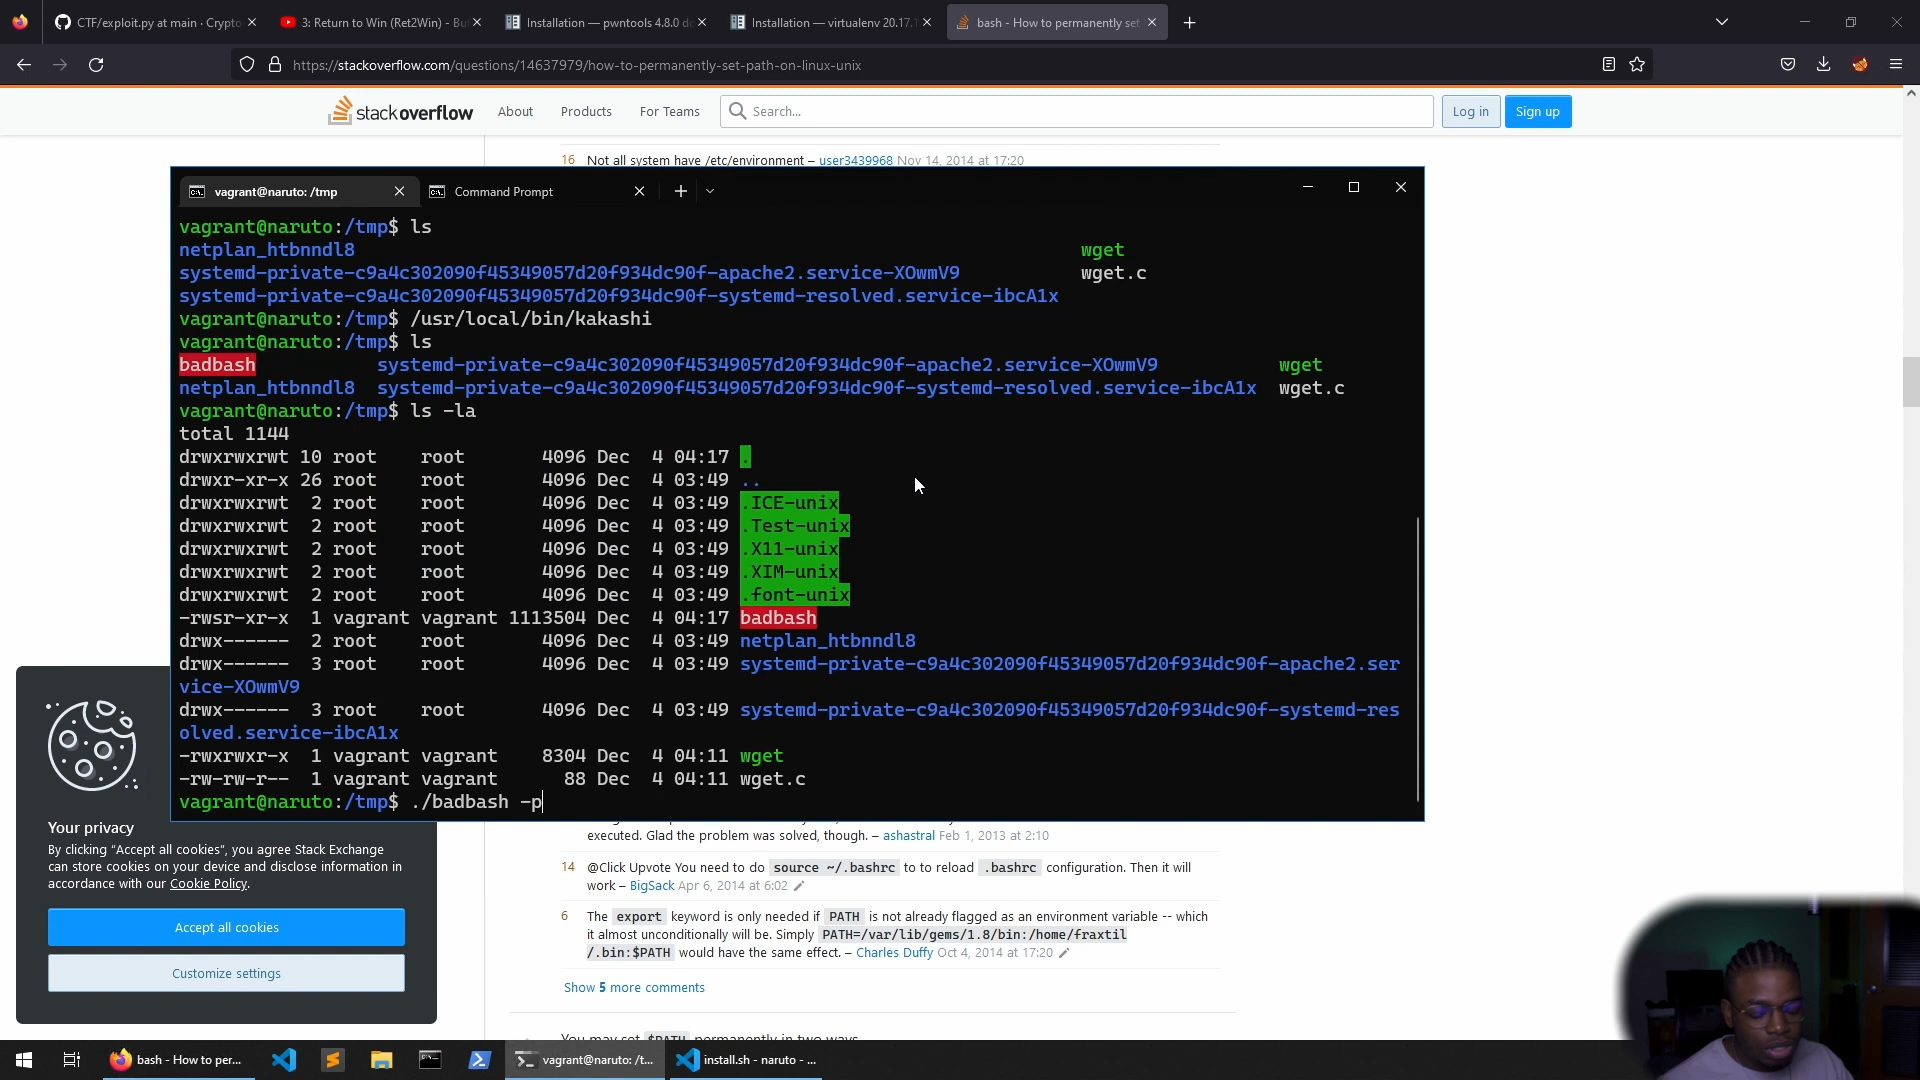 CTF/exploit.py at main · Crypto
3: Return to Win (Ret2Win) - Bu
Installation — pwntools 4.8.0 do
Installation — virtualenv 20.17.1
bash - How to permanently set
https://stackoverflow.com/questions/14637979/how-to-permanently-set-path-on-linux-unix
stackoverflow
About
Products
For Teams
Search...
Log in
Sign up
16 Not all system have /etc/environment – user3439968 Nov 14, 2014 at 17:20
vagrant@naruto: /tmp
Command Prompt
vagrant@naruto:/tmp$ ls
netplan_htbnndl8 wget
systemd-private-c9a4c302090f45349057d20f934dc90f-apache2.service-XOwmV9 wget.c
systemd-private-c9a4c302090f45349057d20f934dc90f-systemd-resolved.service-ibcA1x
vagrant@naruto:/tmp$ /usr/local/bin/kakashi
vagrant@naruto:/tmp$ ls
badbash systemd-private-c9a4c302090f45349057d20f934dc90f-apache2.service-XOwmV9 wget
netplan_htbnndl8 systemd-private-c9a4c302090f45349057d20f934dc90f-systemd-resolved.service-ibcA1x wget.c
vagrant@naruto:/tmp$ ls -la
total 1144
drwxrwxrwt 10 root root 4096 Dec 4 04:17 .
drwxr-xr-x 26 root root 4096 Dec 4 03:49 ..
drwxrwxrwt 2 root root 4096 Dec 4 03:49 .ICE-unix
drwxrwxrwt 2 root root 4096 Dec 4 03:49 .Test-unix
drwxrwxrwt 2 root root 4096 Dec 4 03:49 .X11-unix
drwxrwxrwt 2 root root 4096 Dec 4 03:49 .XIM-unix
drwxrwxrwt 2 root root 4096 Dec 4 03:49 .font-unix
-rwsr-xr-x 1 vagrant vagrant 1113504 Dec 4 04:17 badbash
drwx------ 2 root root 4096 Dec 4 03:49 netplan_htbnndl8
drwx------ 3 root root 4096 Dec 4 03:49 systemd-private-c9a4c302090f45349057d20f934dc90f-apache2.ser
vice-XOwmV9
drwx------ 3 root root 4096 Dec 4 03:49 systemd-private-c9a4c302090f45349057d20f934dc90f-systemd-res
olved.service-ibcA1x
-rwxrwxr-x 1 vagrant vagrant 8304 Dec 4 04:11 wget
-rw-rw-r-- 1 vagrant vagrant 88 Dec 4 04:11 wget.c
vagrant@naruto:/tmp$ ./badbash -p
executed. Glad the problem was solved, though. – ashastral Feb 1, 2013 at 2:10
14 @Click Upvote You need to do source ~/.bashrc to to reload .bashrc configuration. Then it will
work – BigSack Apr 6, 2014 at 6:02
6 The export keyword is only needed if PATH is not already flagged as an environment variable -- which
it almost unconditionally will be. Simply PATH=/var/lib/gems/1.8/bin:/home/fraxtil
/.bin:$PATH would have the same effect. – Charles Duffy Oct 4, 2014 at 17:20
Show 5 more comments
You may set $PATH permanently in two ways
Your privacy
By clicking “Accept all cookies”, you agree Stack Exchange
can store cookies on your device and disclose information in
accordance with our Cookie Policy.
Accept all cookies
Customize settings
bash - How to per...
vagrant@naruto: /t...
install.sh - naruto - ...